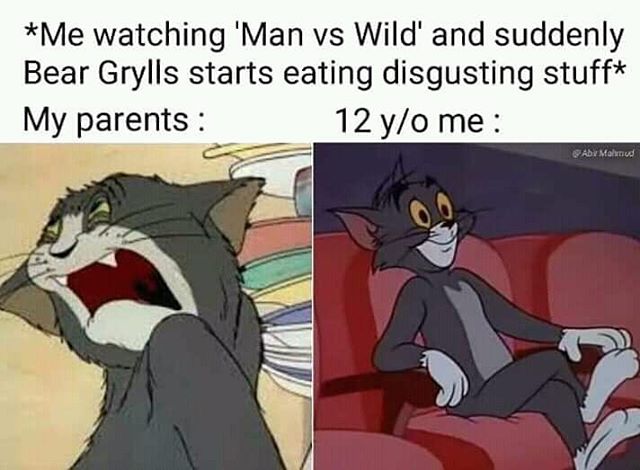 *Me watching 'Man vs Wild' and suddenly
Bear Grylls starts eating disgusting stuff*
My parents : 12 y/o me :
@Abir Mahmud